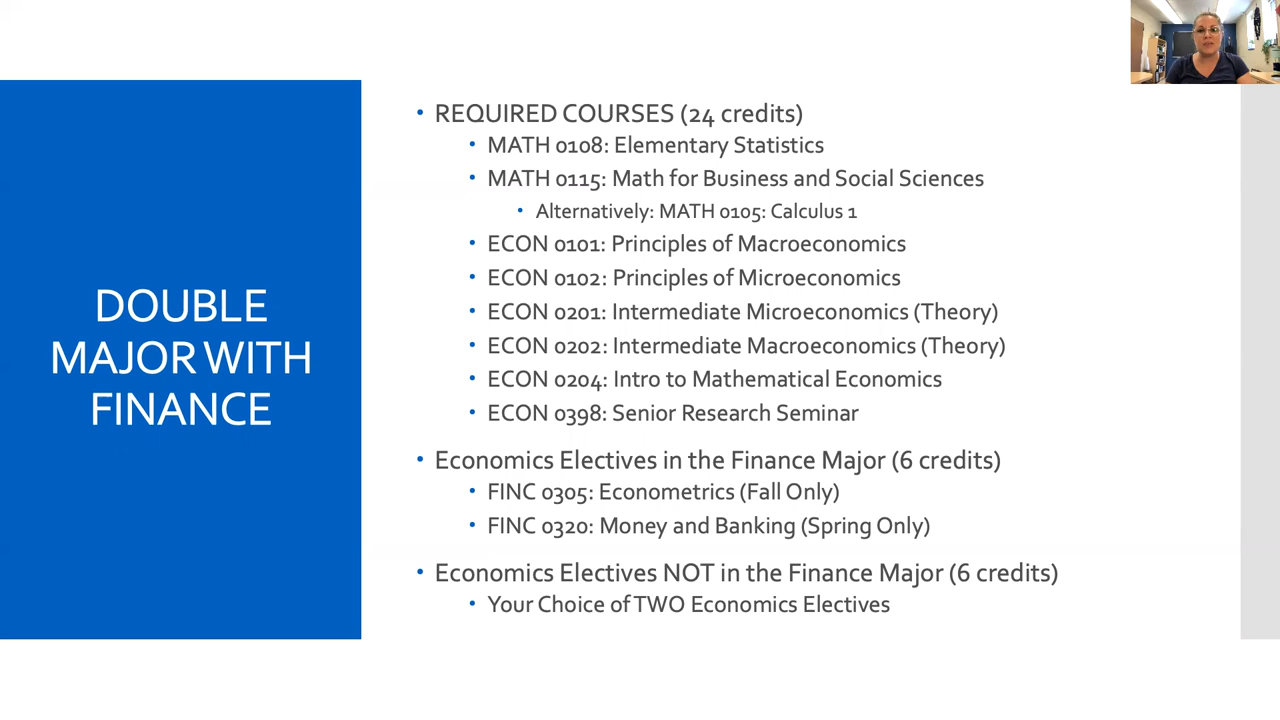 DOUBLE
MAJOR WITH
FINANCE
• REQUIRED COURSES (24 credits)
• MATH 0108: Elementary Statistics
• MATH 0115: Math for Business and Social Sciences
• Alternatively: MATH 0105: Calculus 1
• ECON 0101: Principles of Macroeconomics
• ECON 0102: Principles of Microeconomics
• ECON 0201: Intermediate Microeconomics (Theory)
• ECON 0202: Intermediate Macroeconomics (Theory)
• ECON 0204: Intro to Mathematical Economics
• ECON 0398: Senior Research Seminar
• Economics Electives in the Finance Major (6 credits)
• FINC 0305: Econometrics (Fall Only)
• FINC 0320: Money and Banking (Spring Only)
• Economics Electives NOT in the Finance Major (6 credits)
• Your Choice of TWO Economics Electives